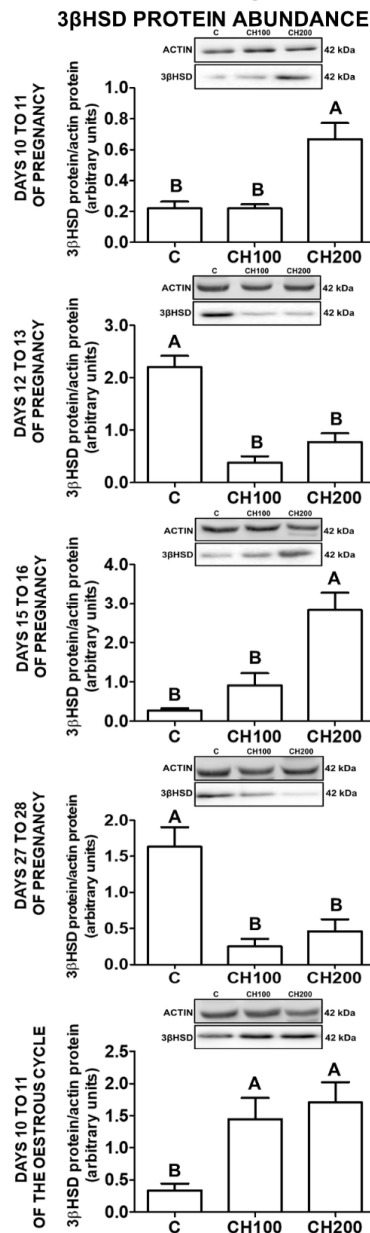 3βHSD PROTEIN ABUNDANCE
C CH100 CH200
ACTIN 42 kDa
3βHSD 42 kDa
DAYS 10 TO 11
OF PREGNANCY
3βHSD protein/actin protein
(arbitrary units)
1.0
0.8
0.6
0.4
0.2
0.0
B B A
C CH100 CH200
C CH100 CH200
ACTIN 42 kDa
3βHSD 42 kDa
DAYS 12 TO 13
OF PREGNANCY
3βHSD protein/actin protein
(arbitrary units)
3.0
2.0
1.0
0.0
A B B
C CH100 CH200
C CH100 CH200
ACTIN 42 kDa
3βHSD 42 kDa
DAYS 15 TO 16
OF PREGNANCY
3βHSD protein/actin protein
(arbitrary units)
4.0
3.0
2.0
1.0
0.0
B B A
C CH100 CH200
C CH100 CH200
ACTIN 42 kDa
3βHSD 42 kDa
DAYS 27 TO 28
OF PREGNANCY
3βHSD protein/actin protein
(arbitrary units)
2.0
1.5
1.0
0.5
0.0
A B B
C CH100 CH200
C CH100 CH200
ACTIN 42 kDa
3βHSD 42 kDa
DAYS 10 TO 11
OF THE OESTROUS CYCLE
3βHSD protein/actin protein
(arbitrary units)
2.5
2.0
1.5
1.0
0.5
0.0
B A A
C CH100 CH200